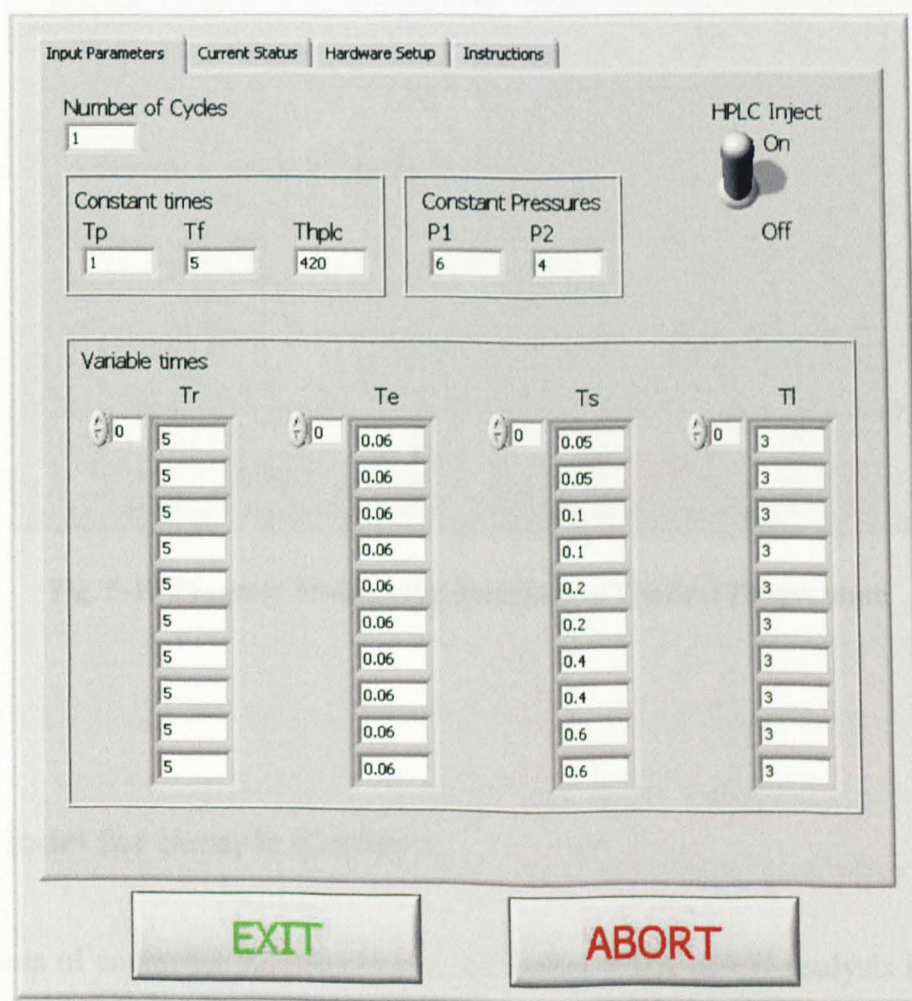 Input Parameters Current Status Hardware Setup Instructions
Number of Cycles
1
HPLC Inject
On
Off
Constant times
Tp Tf Thplc
1 5 420
Constant Pressures
P1 P2
6 4
Variable times
Tr Te Ts Tl
0 5 0 0.06 0 0.05 0 3
5 0.06 0.05 3
5 0.06 0.1 3
5 0.06 0.1 3
5 0.06 0.2 3
5 0.06 0.2 3
5 0.06 0.4 3
5 0.06 0.4 3
5 0.06 0.6 3
5 0.06 0.6 3
EXIT ABORT